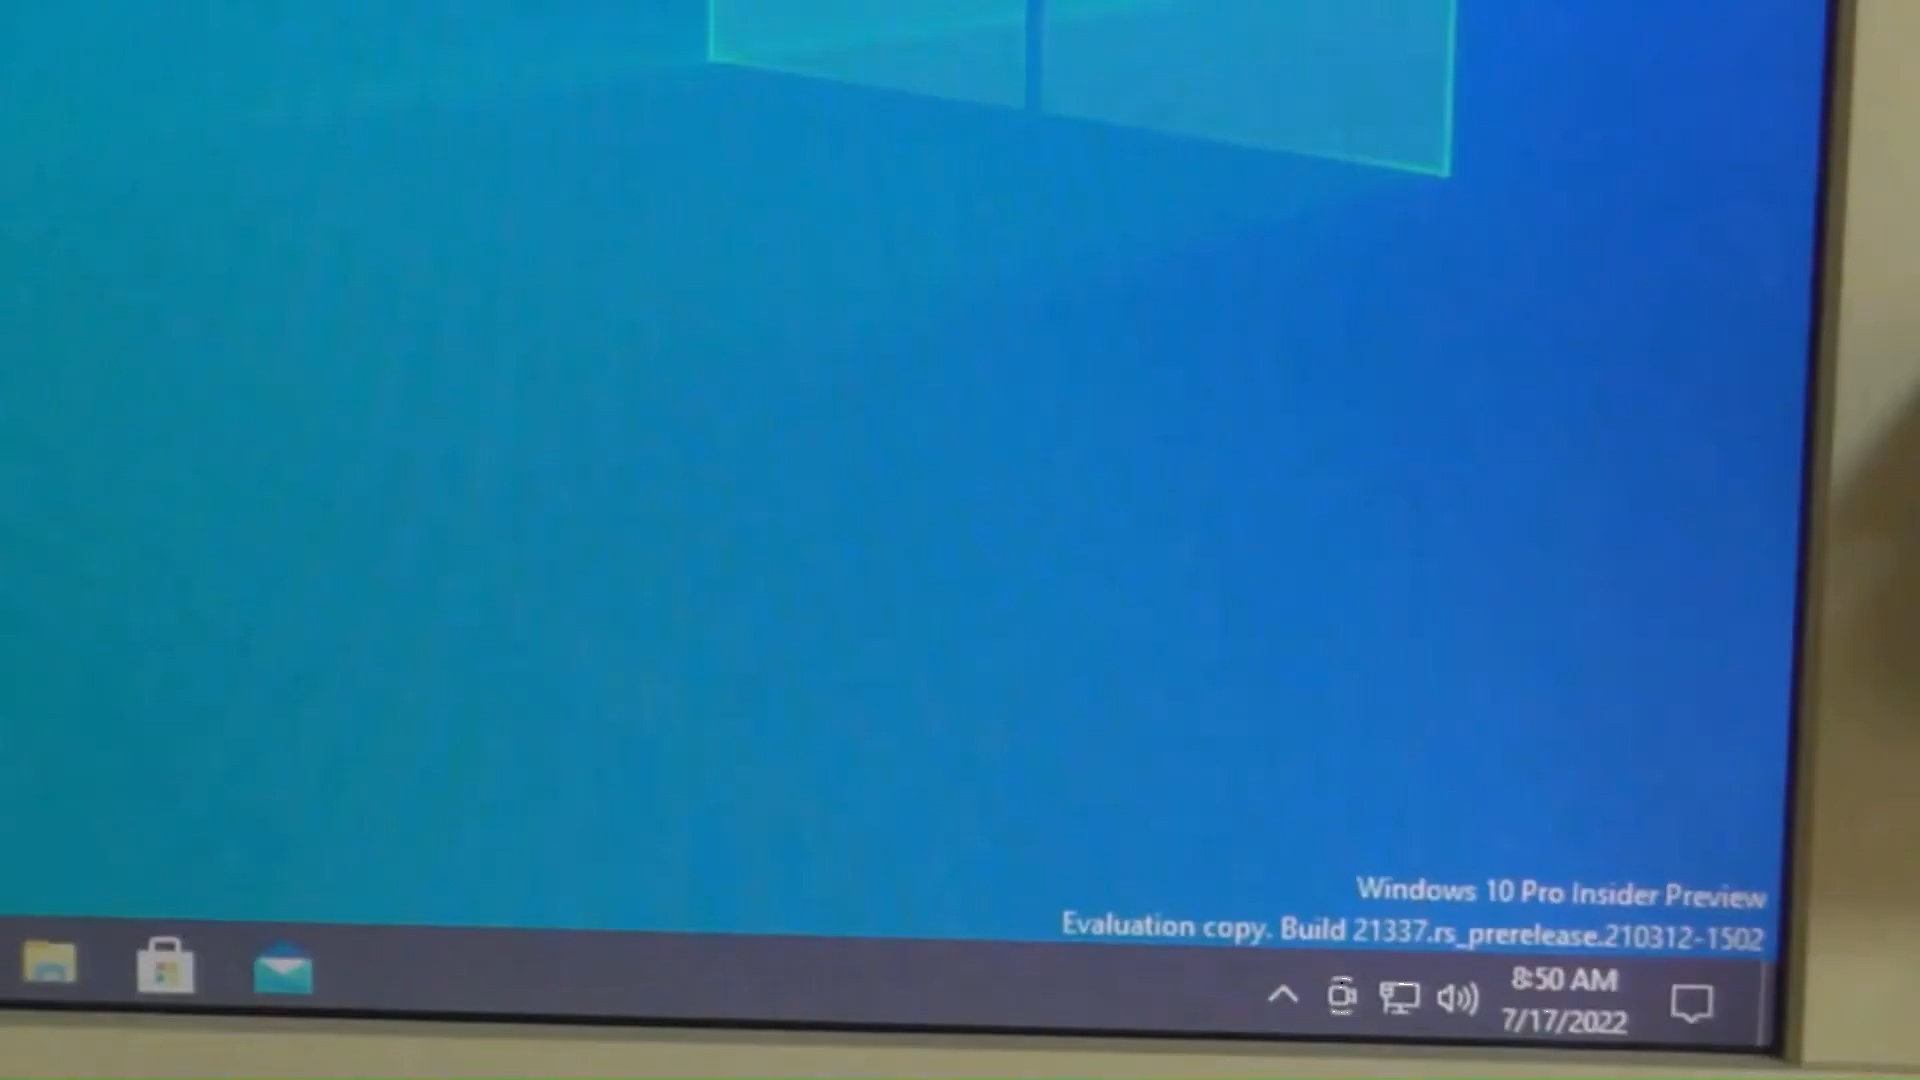 Windows 10 Pro Insider Preview
Evaluation copy. Build 21337.rs_prerelease.210312-1502
8:50 AM
7/17/2022